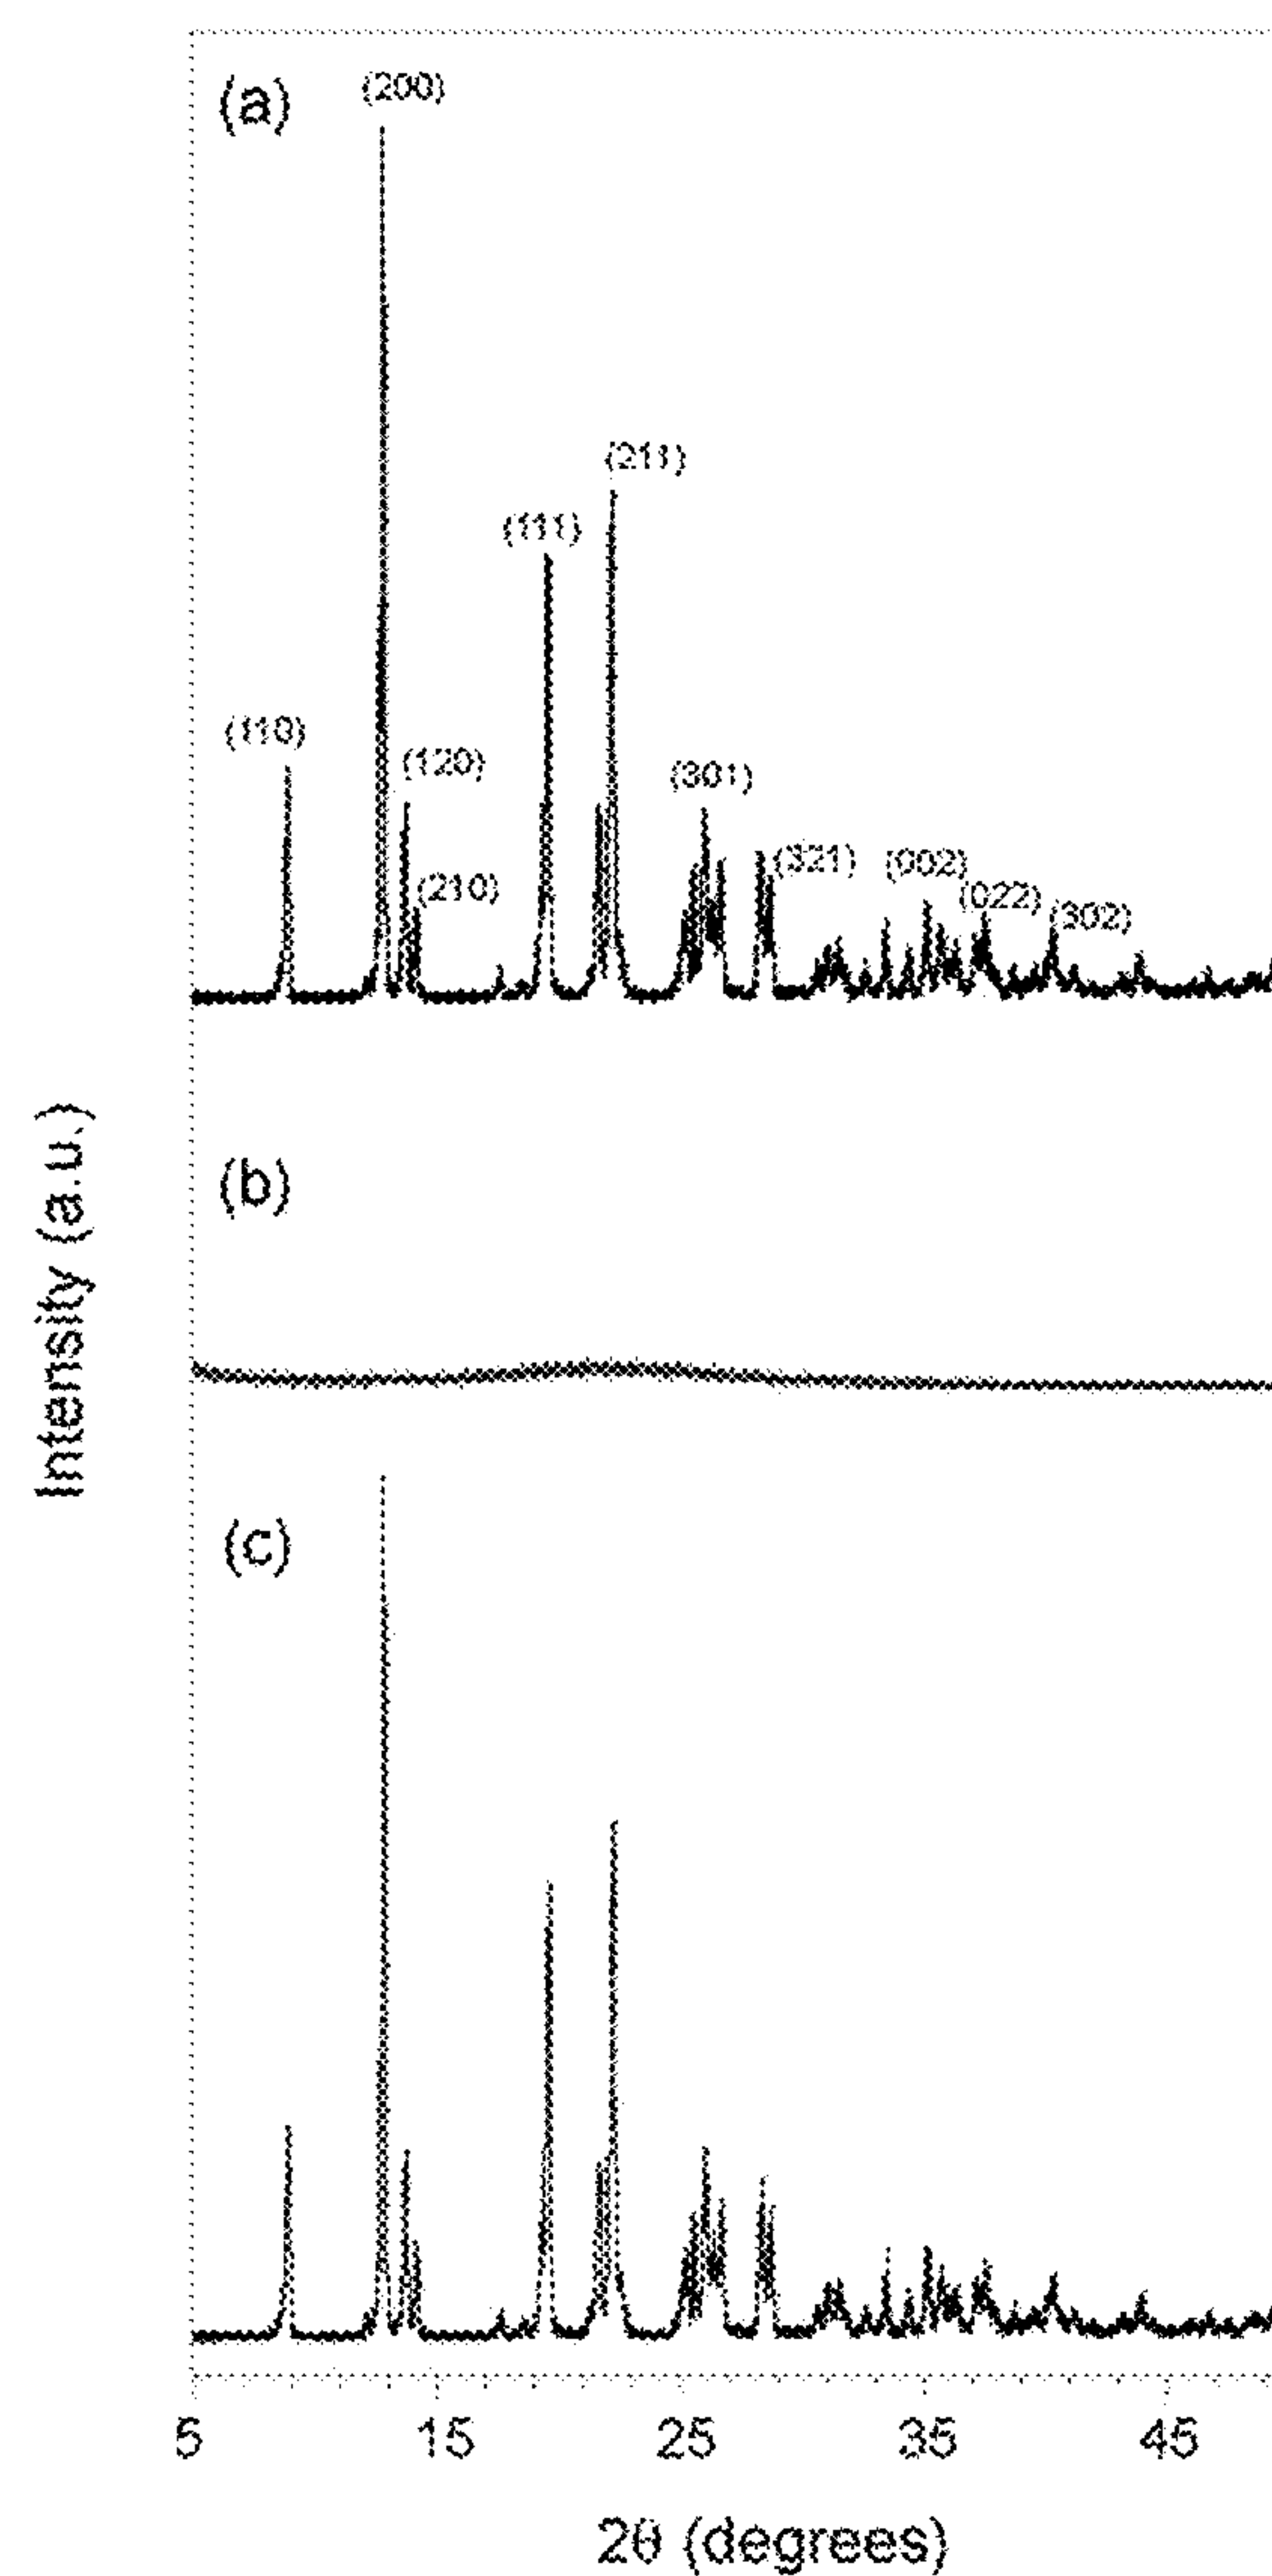 (a)
(200)
(211)
(111)
(110)
(120)
(301)
(210)
(321)
(002)
(022)
(302)
(b)
Intensity (a.u.)
(c)
5 15 25 35 45
2θ (degrees)